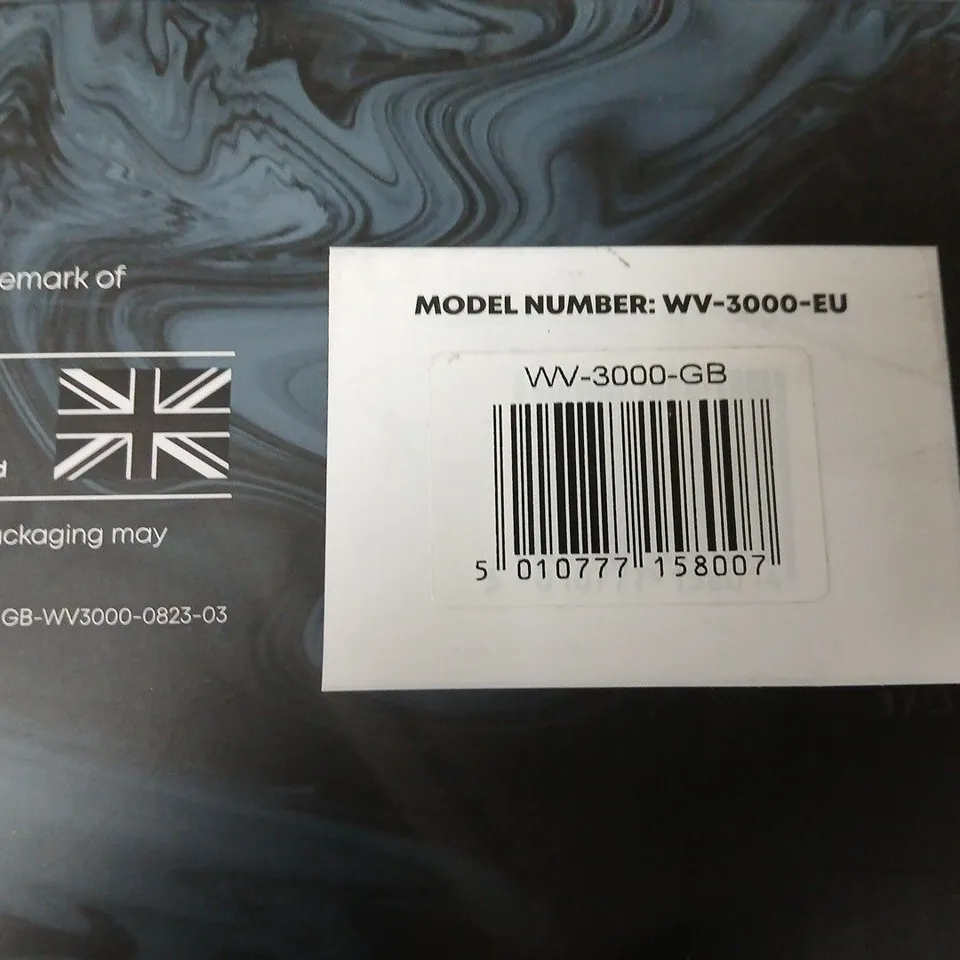 emark of
d
ckaging may
GB-WV3000-0823-03
MODEL NUMBER: WV-3000-EU
WV-3000-GB
5 010777 158007